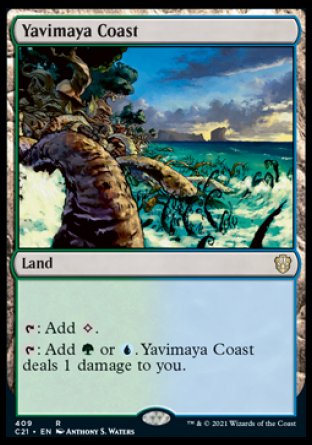 Yavimaya Coast
Land
: Add .
: Add or . Yavimaya Coast
deals 1 damage to you.
409 R
C21 • EN Anthony S. Waters
™ & © 2021 Wizards of the Coast